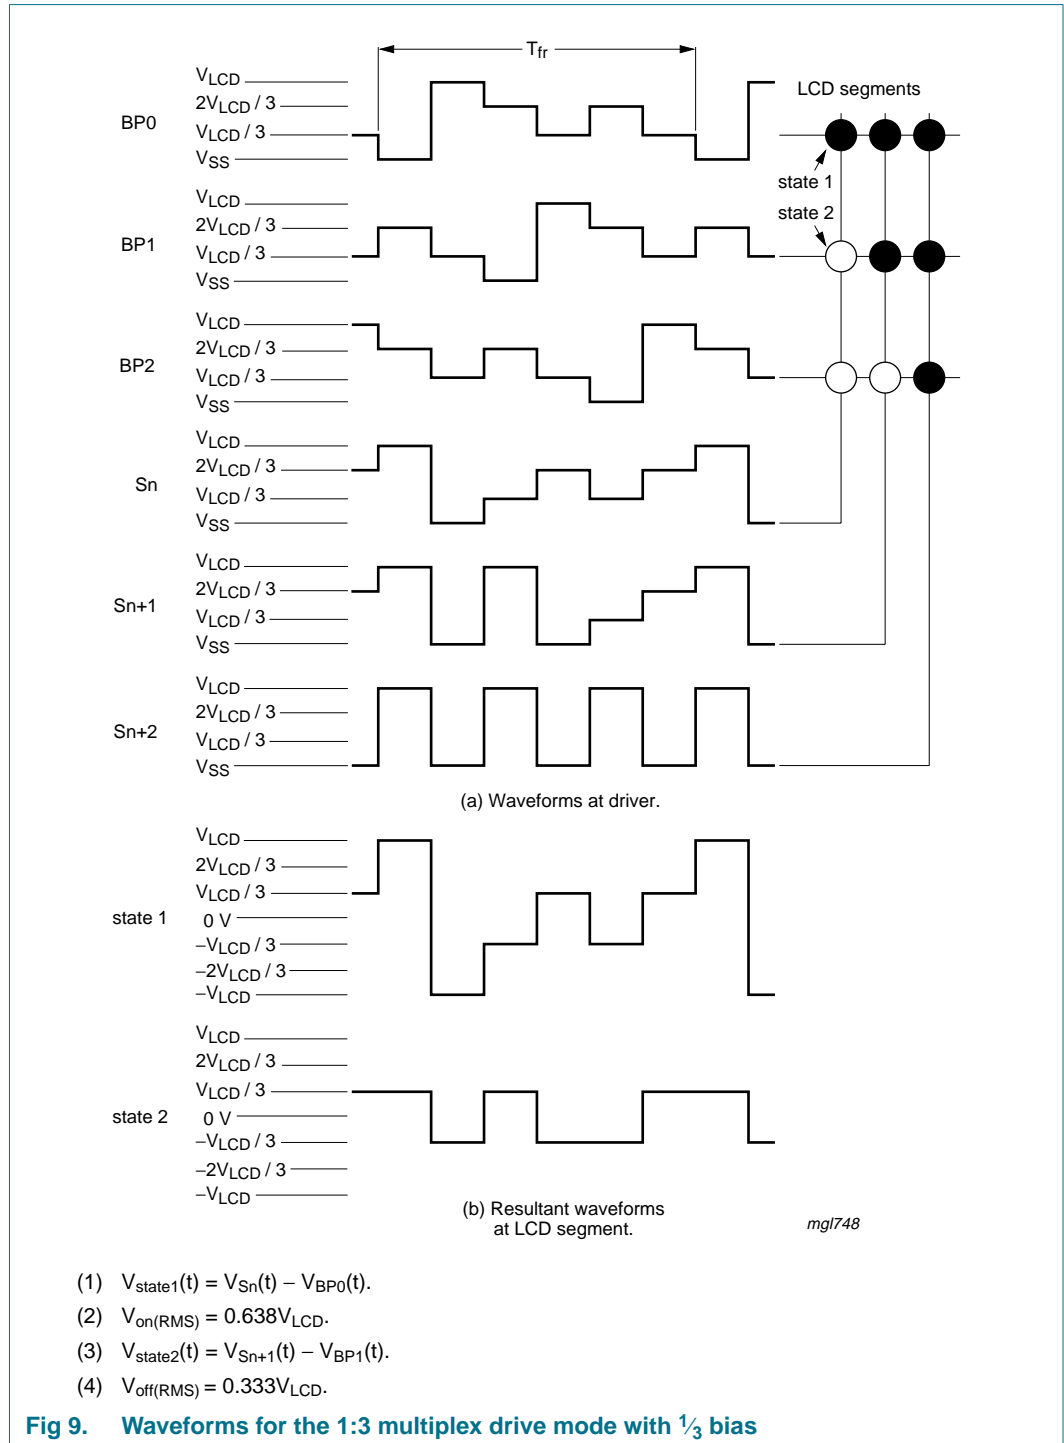 Tfr
BP0
VLCD
2VLCD / 3
VLCD / 3
VSS
LCD segments
state 1
state 2
BP1
VLCD
2VLCD / 3
VLCD / 3
VSS
BP2
VLCD
2VLCD / 3
VLCD / 3
VSS
Sn
VLCD
2VLCD / 3
VLCD / 3
VSS
Sn+1
VLCD
2VLCD / 3
VLCD / 3
VSS
Sn+2
VLCD
2VLCD / 3
VLCD / 3
VSS
(a) Waveforms at driver.
state 1
VLCD
2VLCD / 3
VLCD / 3
0 V
−VLCD / 3
−2VLCD / 3
−VLCD
state 2
VLCD
2VLCD / 3
VLCD / 3
0 V
−VLCD / 3
−2VLCD / 3
−VLCD
(b) Resultant waveforms
at LCD segment.
mgl748
(1) Vstate1(t) = VSn(t) − VBP0(t).
(2) Von(RMS) = 0.638VLCD.
(3) Vstate2(t) = VSn+1(t) − VBP1(t).
(4) Voff(RMS) = 0.333VLCD.
Fig 9. Waveforms for the 1:3 multiplex drive mode with 1⁄3 bias